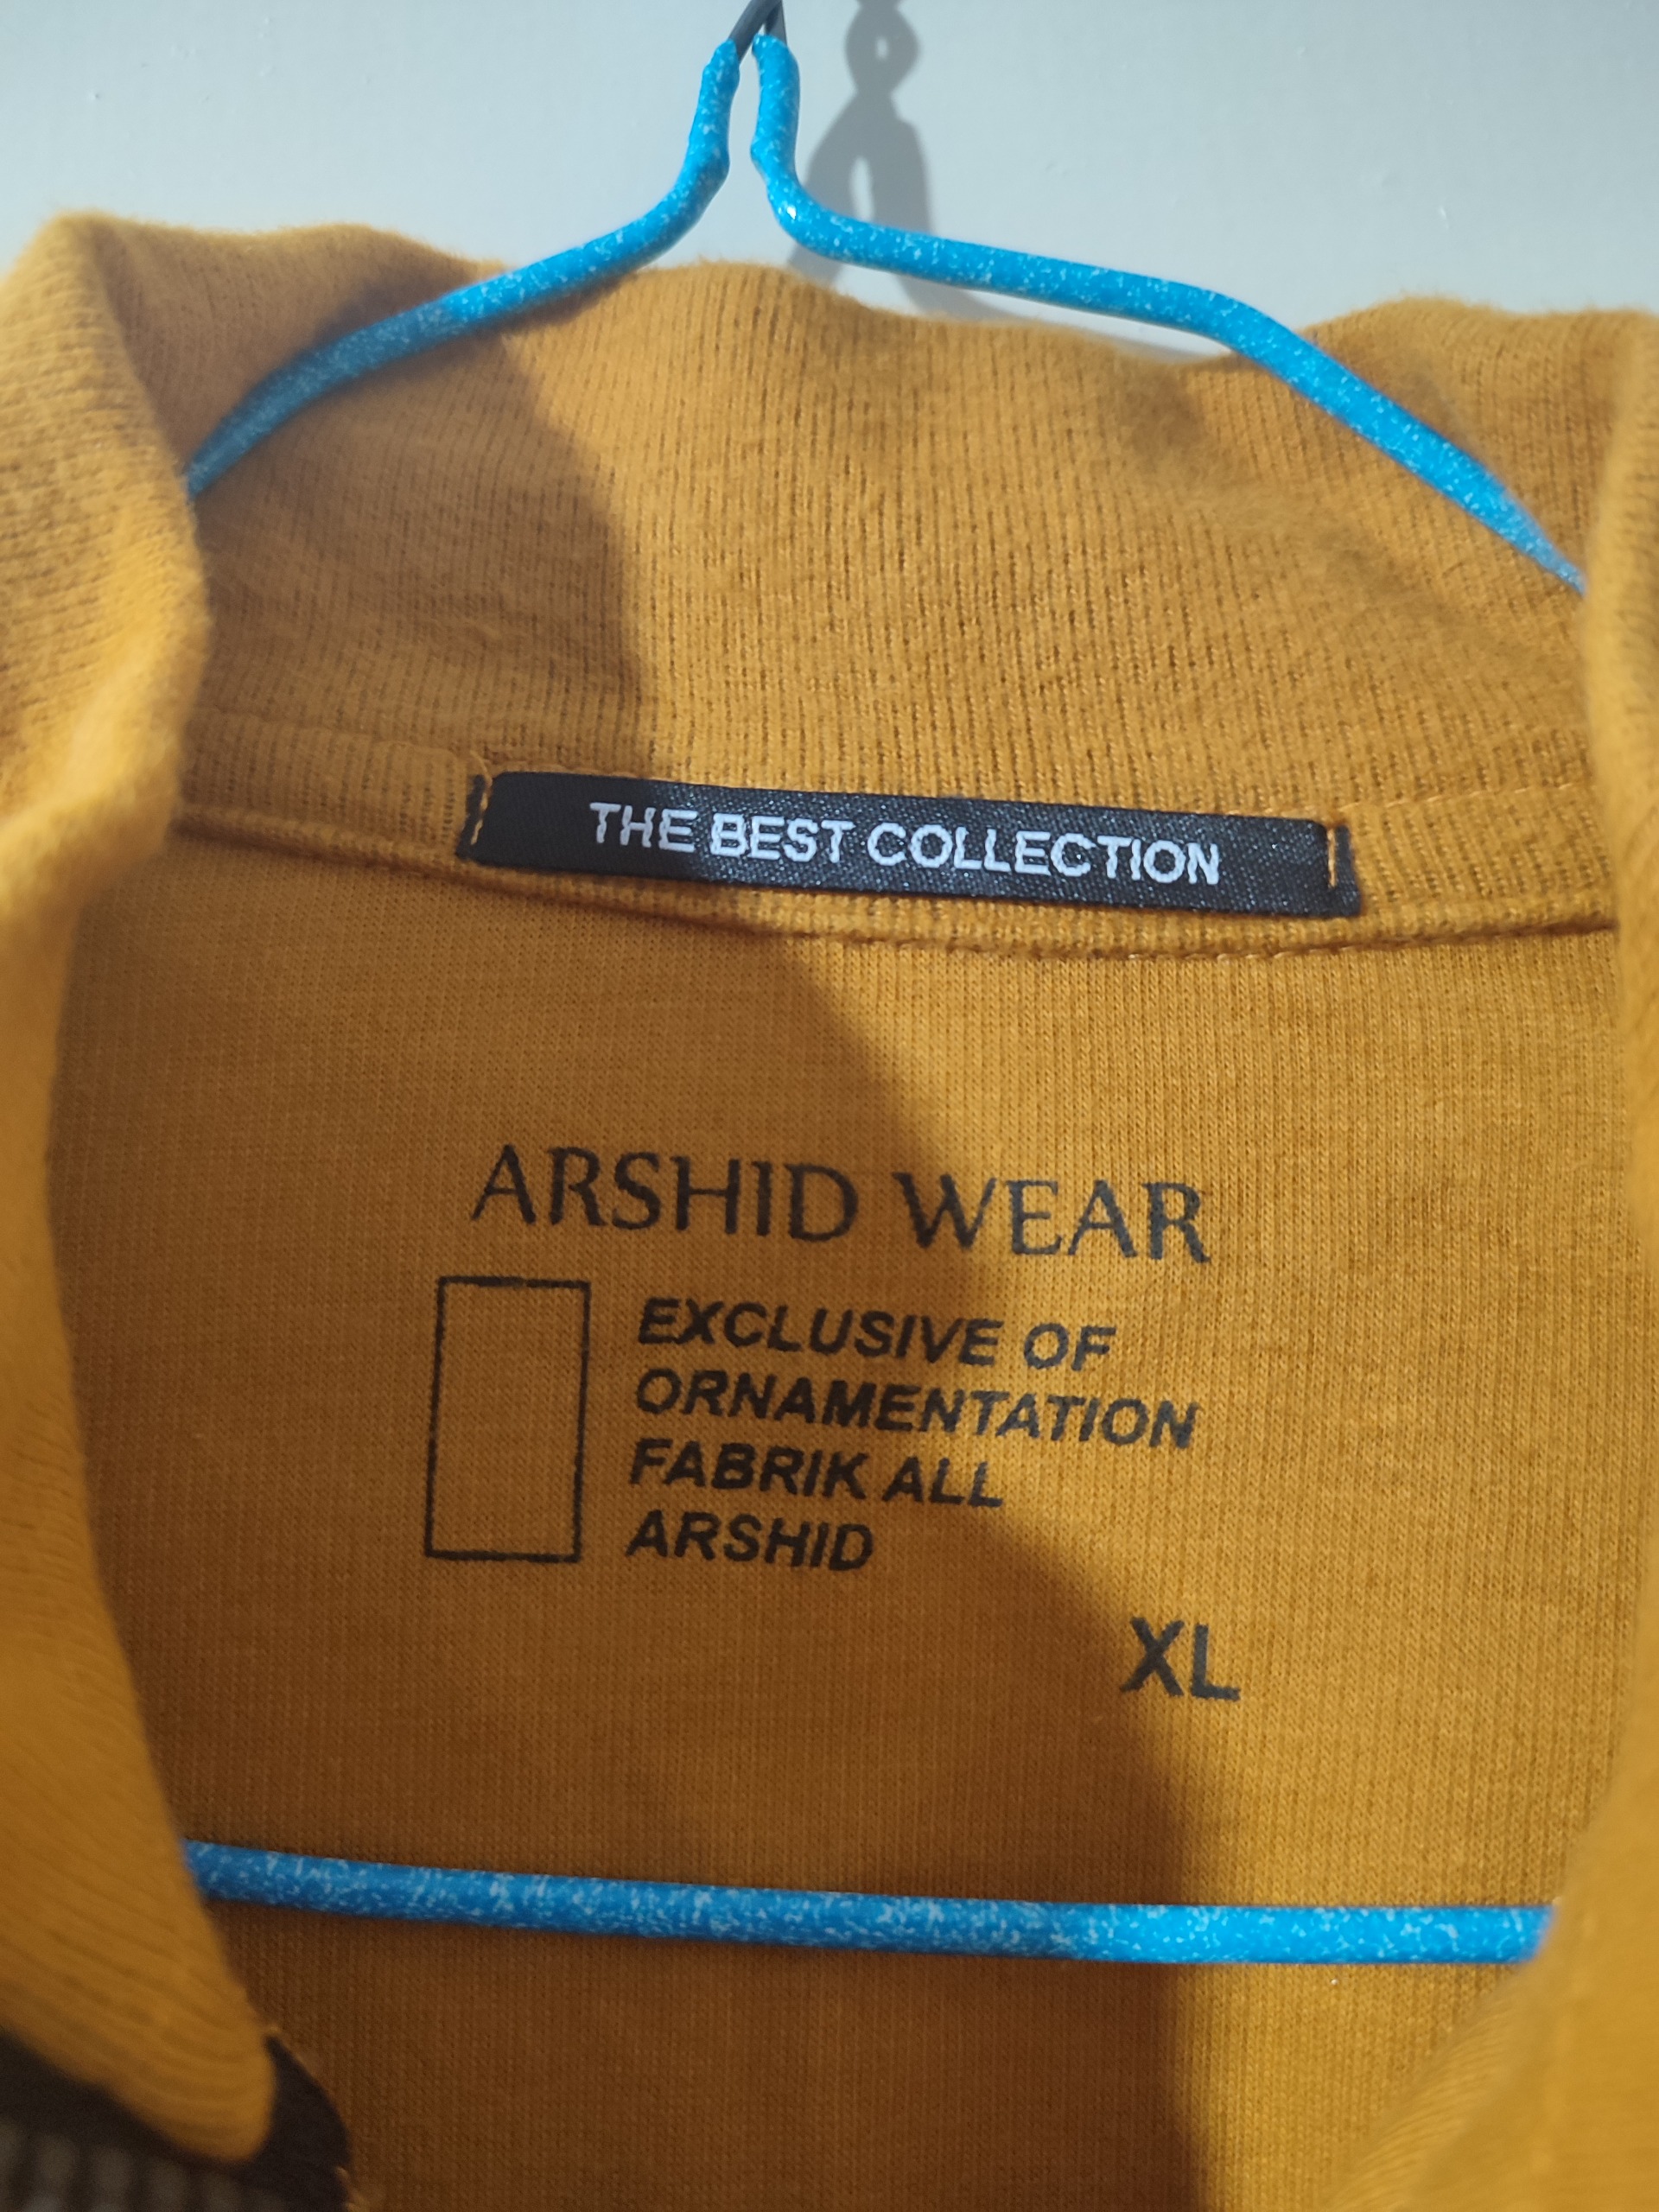 THE BEST COLLECTION
ARSHID WEAR
EXCLUSIVE OF
ORNAMENTATION
FABRIK ALL
ARSHID
XL